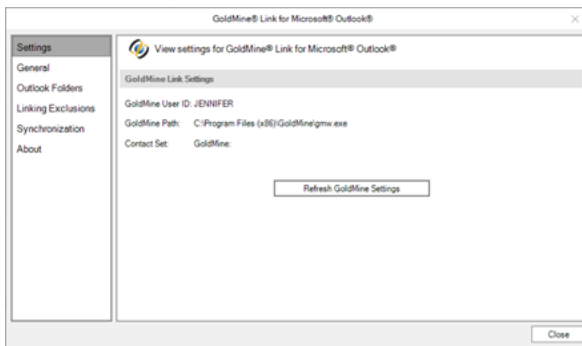 GoldMine® Link for Microsoft® Outlook®
Settings
General
Outlook Folders
Linking Exclusions
Synchronization
About
View settings for GoldMine® Link for Microsoft® Outlook®
GoldMine Link Settings
GoldMine User ID: JENNIFER
GoldMine Path: C:\Program Files (x86)\GoldMine\gmw.exe
Contact Set: GoldMine:
Refresh GoldMine Settings
Close